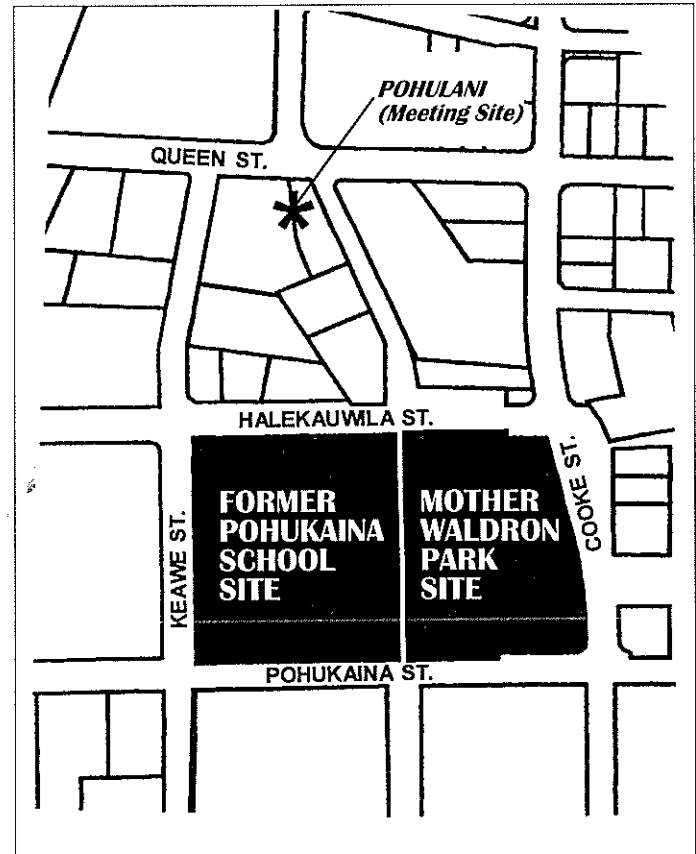 POHULANI
(Meeting Site)
QUEEN ST.
HALEKAUWILA ST.
FORMER
POHUKAINA
SCHOOL
SITE
MOTHER
WALDRON
PARK
SITE
COOKE ST.
KEAWE ST.
POHUKAINA ST.